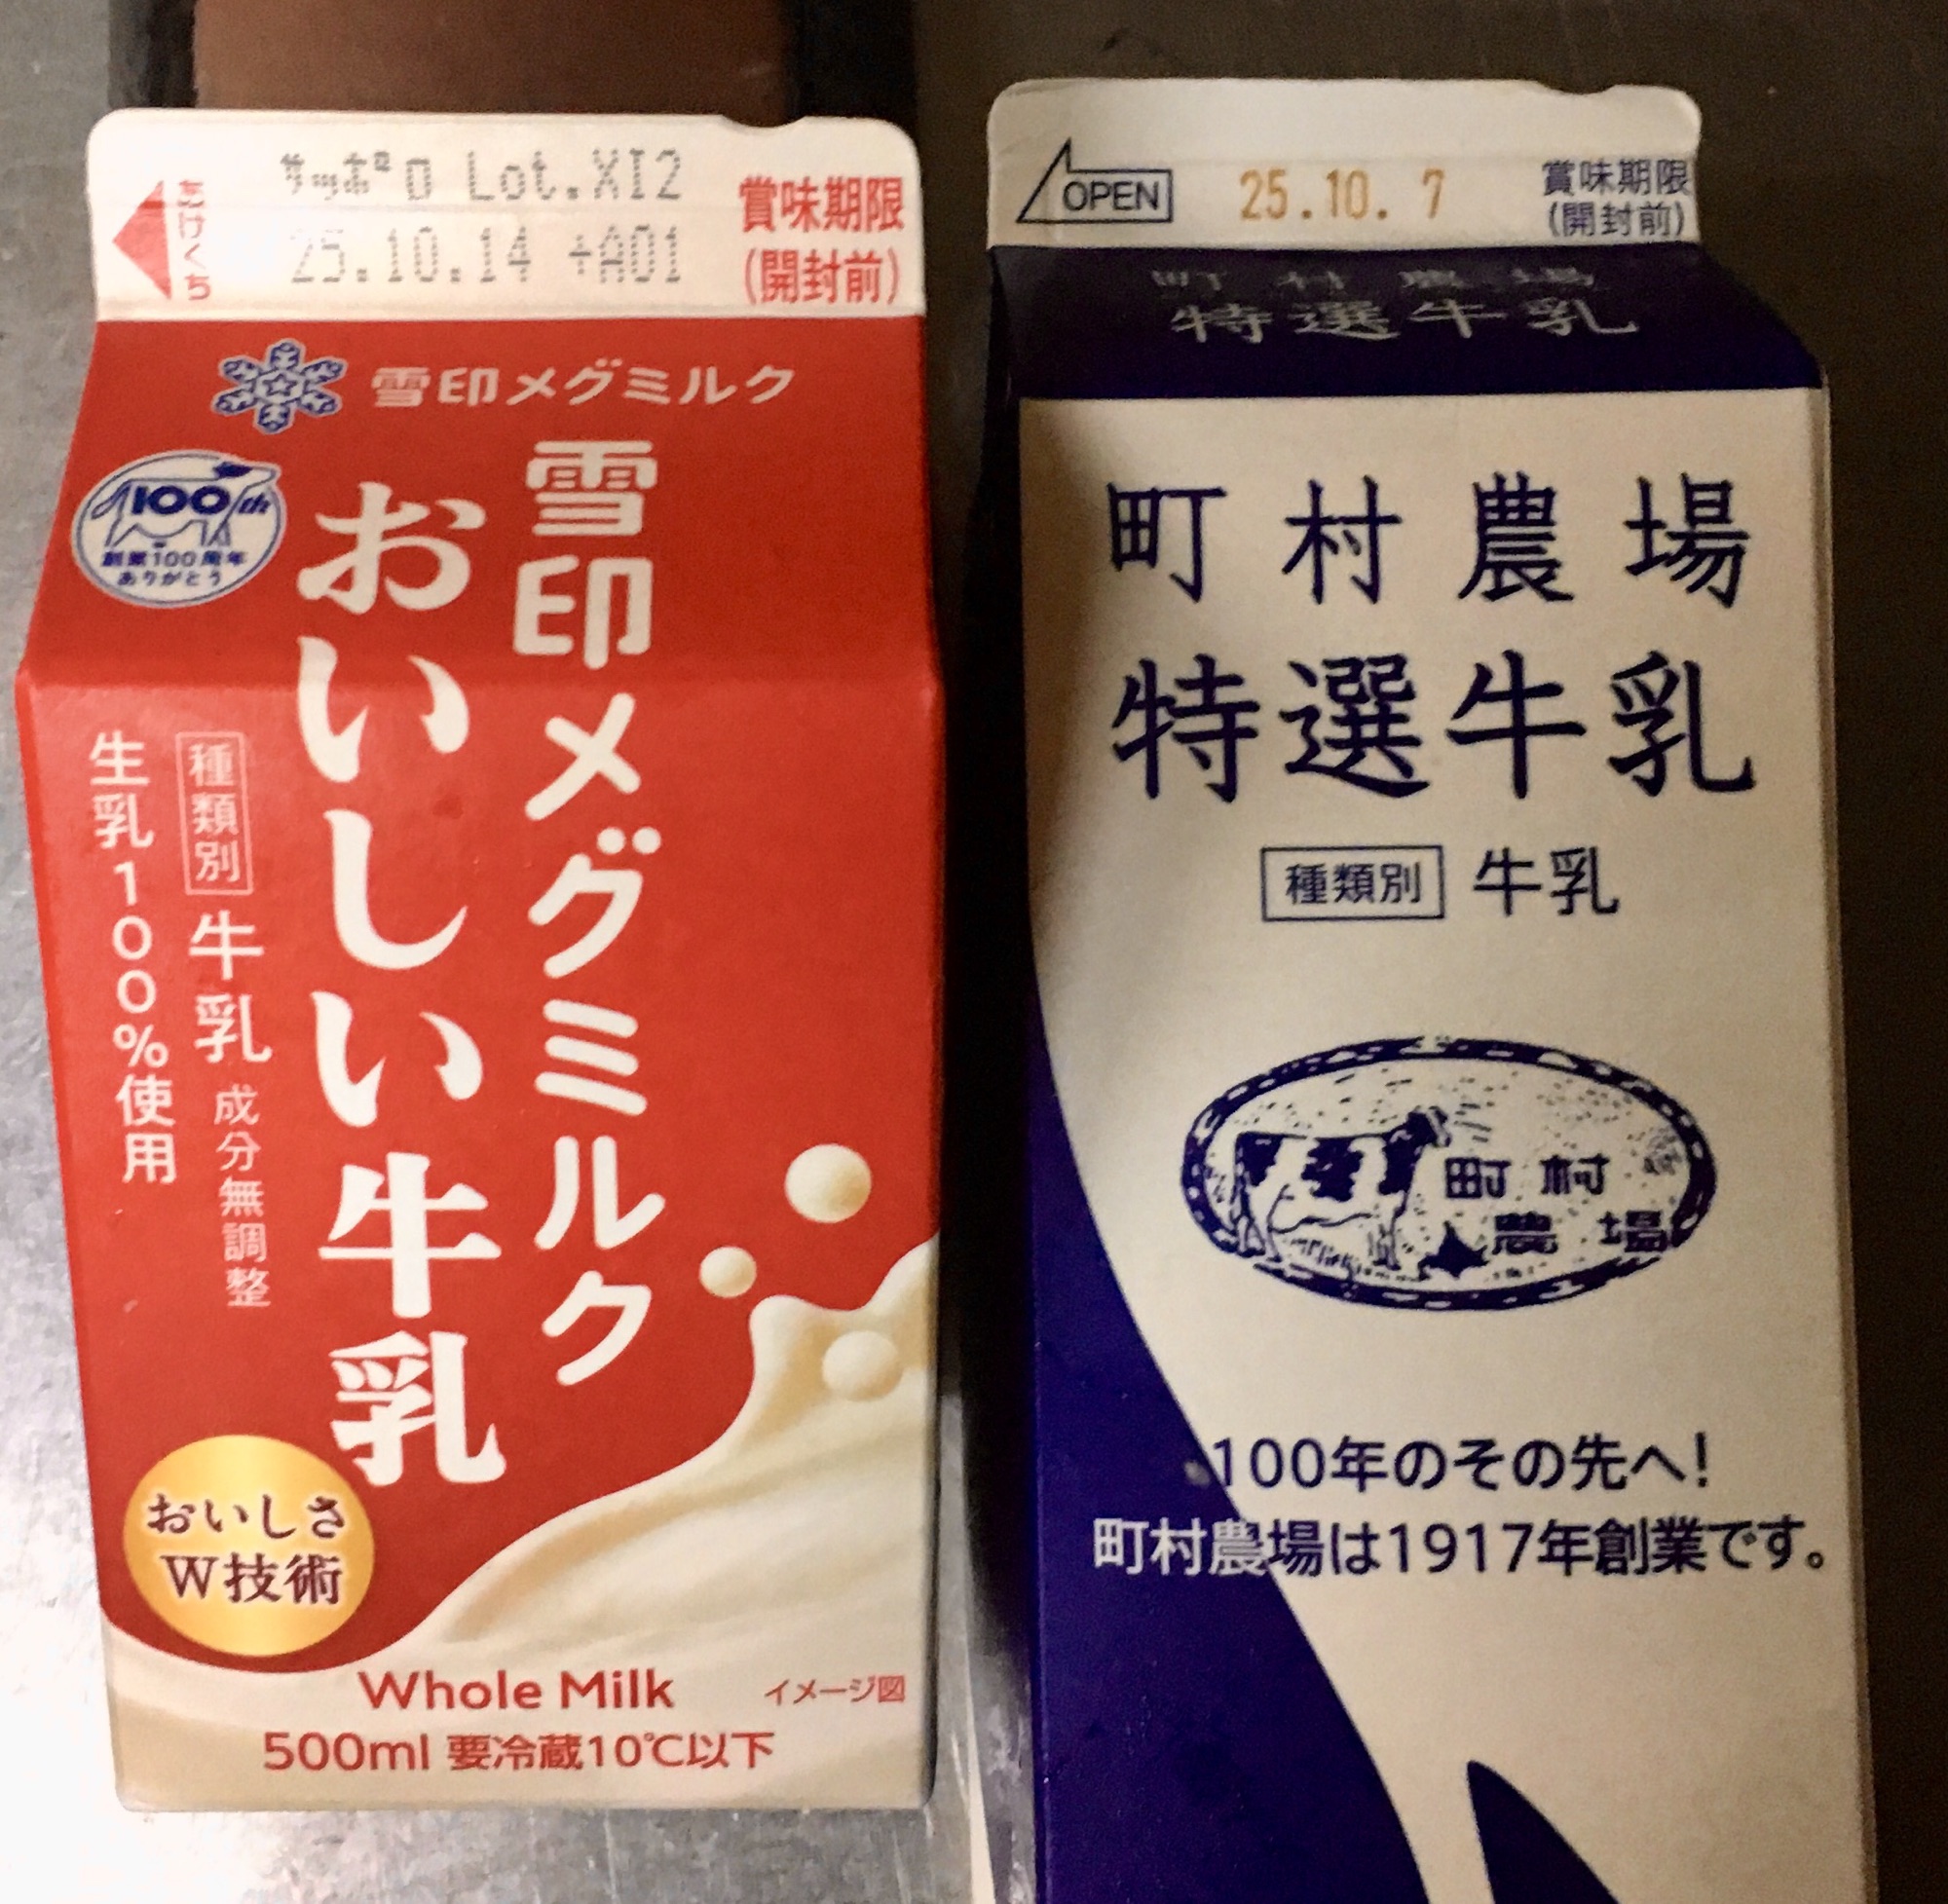 あけくち
サッポロ Lot.XI2
25.10.14 +A01
賞味期限
(開封前)
雪印メグミルク
100th
創業100周年
ありがとう
雪印メグミルク
おいしい牛乳
種類別 牛乳 成分無調整
生乳100%使用
おいしさ
W技術
Whole Milk
イメージ図
500ml 要冷蔵10℃以下
OPEN
25.10. 7
賞味期限
(開封前)
町村農場
特選牛乳
町村農場
特選牛乳
種類別 牛乳
町村
農場
100年のその先へ!
町村農場は1917年創業です。